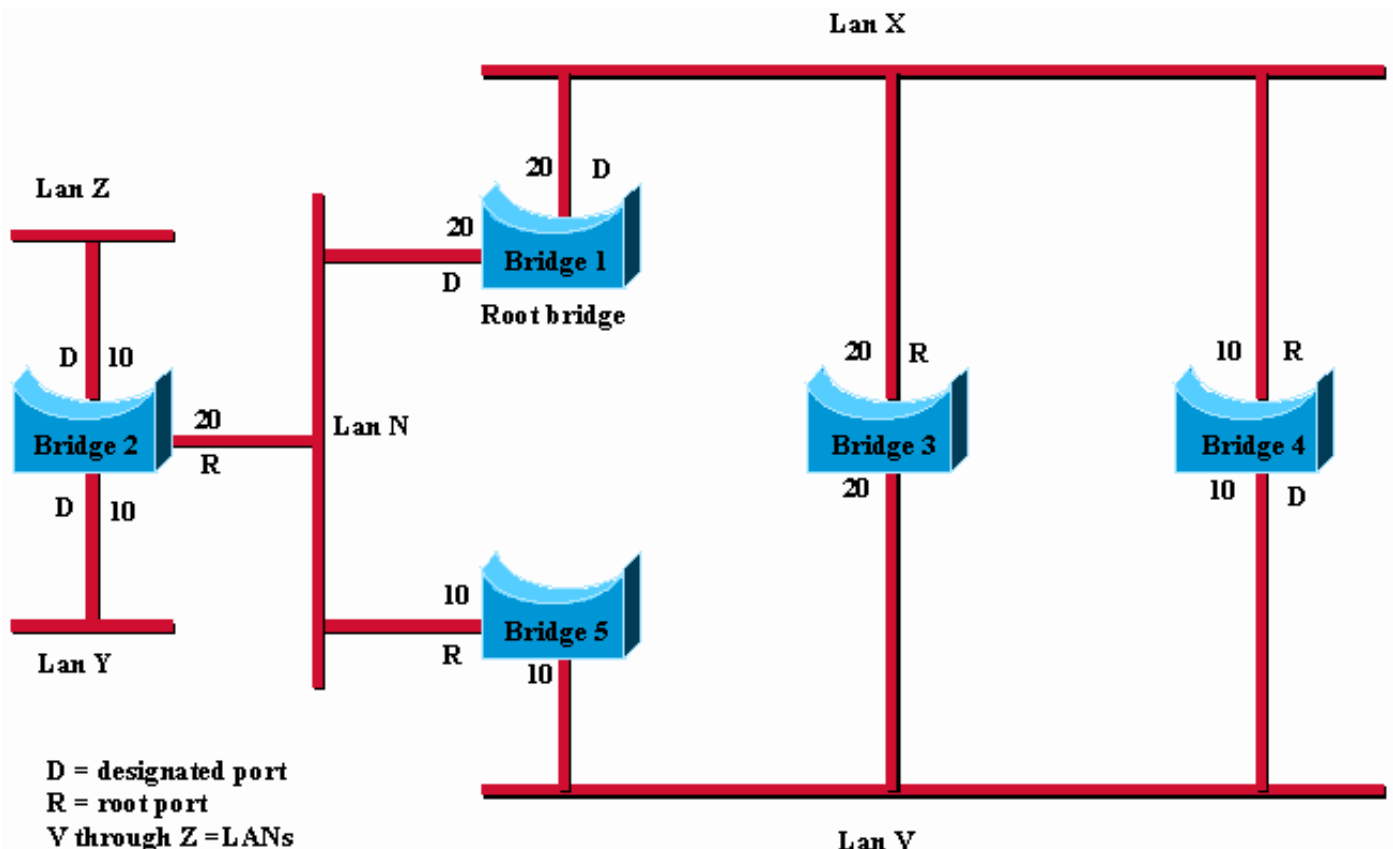 Lan X
20 D
Lan Z
20
Bridge 1
D
Root bridge
D 10
20 R
10 R
Bridge 2
20
R
Lan N
Bridge 3
Bridge 4
D 10
20
10 D
10
Bridge 5
R
10
Lan Y
D = designated port
R = root port
V through Z =LANs
Lan V